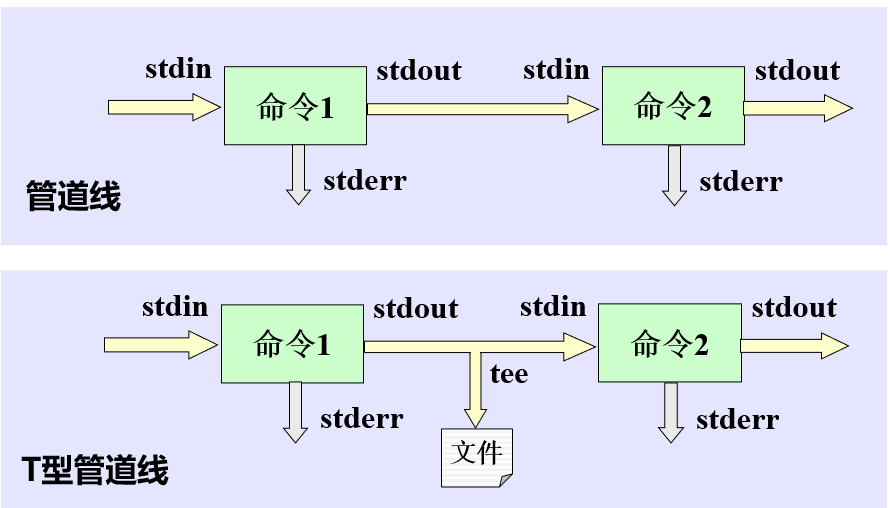 stdin
stdout
stdin
stdout
命令1
命令2
stderr
stderr
管道线
stdin
stdout
stdin
stdout
命令1
命令2
tee
stderr
stderr
文件
T型管道线